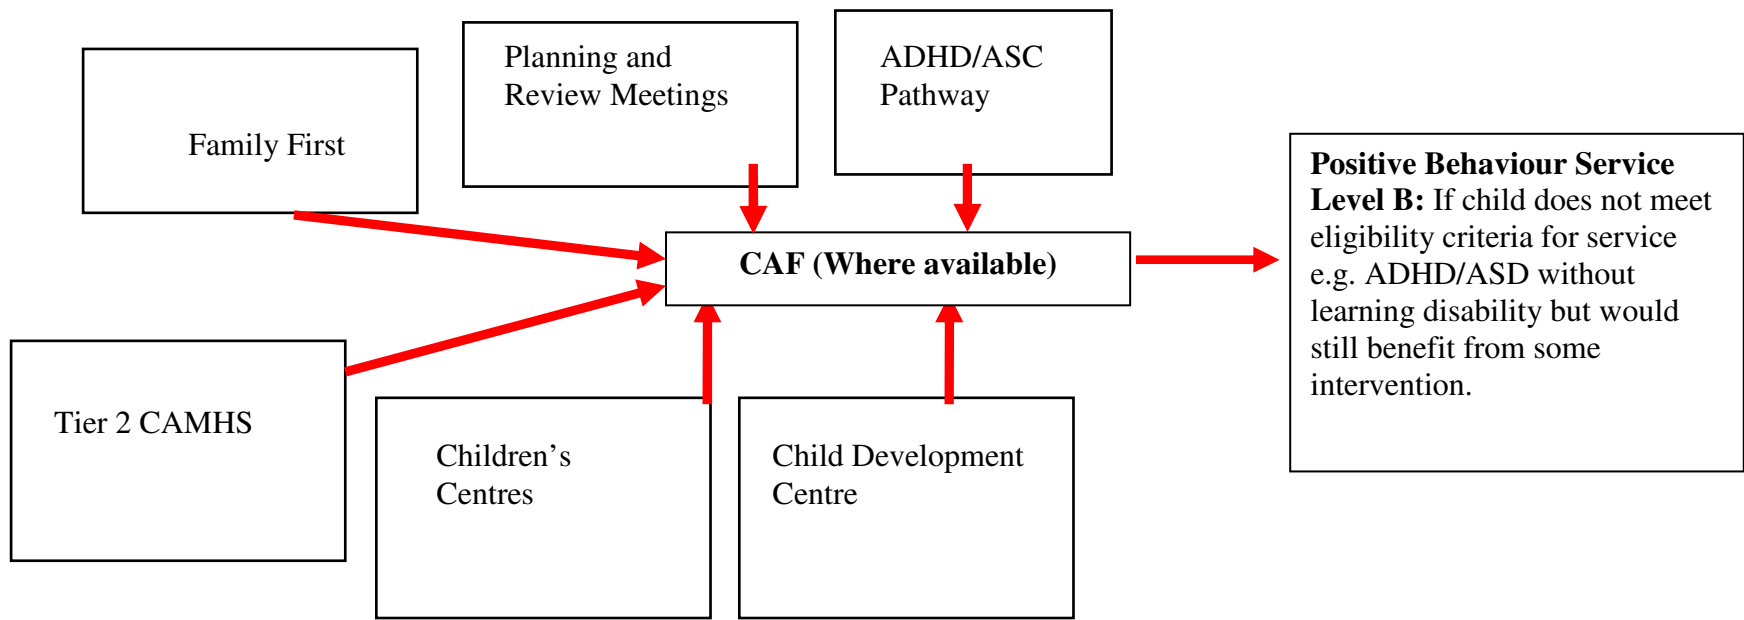 Family First
Planning and
Review Meetings
ADHD/ASC
Pathway
CAF (Where available)
Positive Behaviour Service
Level B: If child does not meet
eligibility criteria for service
e.g. ADHD/ASD without
learning disability but would
still benefit from some
intervention.
Tier 2 CAMHS
Children’s
Centres
Child Development
Centre